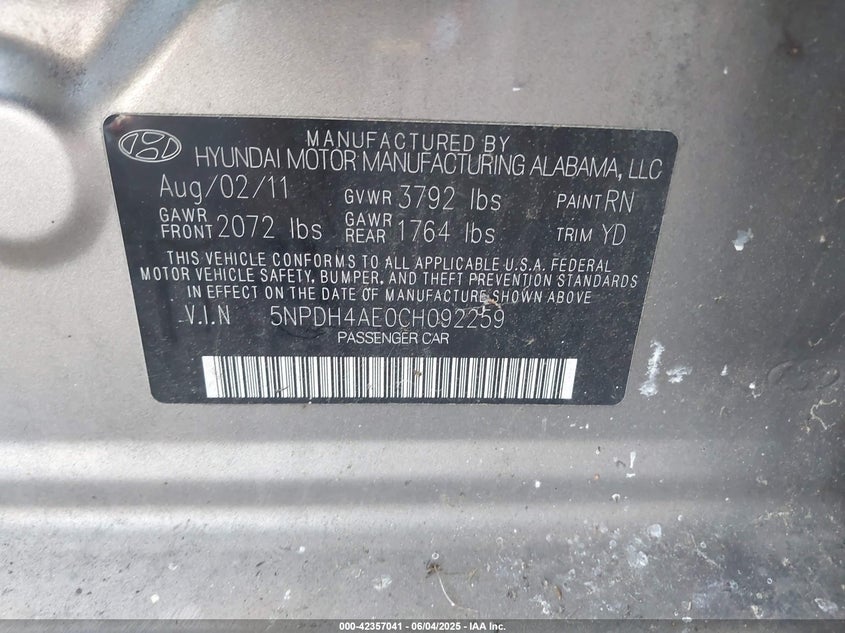 MANUFACTURED BY
HYUNDAI MOTOR MANUFACTURING ALABAMA, LLC
Aug/02/11 GVWR 3792 lbs PAINT RN
GAWR FRONT 2072 lbs GAWR REAR 1764 lbs TRIM YD
THIS VEHICLE CONFORMS TO ALL APPLICABLE U.S.A. FEDERAL
MOTOR VEHICLE SAFETY, BUMPER, AND THEFT PREVENTION STANDARDS
IN EFFECT ON THE DATE OF MANUFACTURE SHOWN ABOVE
V.I.N 5NPDH4AE0CH092259
PASSENGER CAR
000-42357041 - 06/04/2025 - IAA Inc.